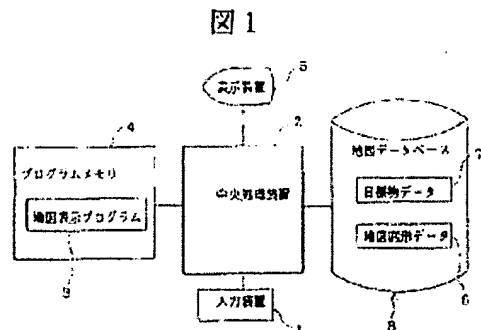 図1
表示装置
5
2
4
プログラムメモリ
地図表示プログラム
9
中央処理装置
地図データベース
7
目標物データ
地図図形データ
6
8
入力装置
1